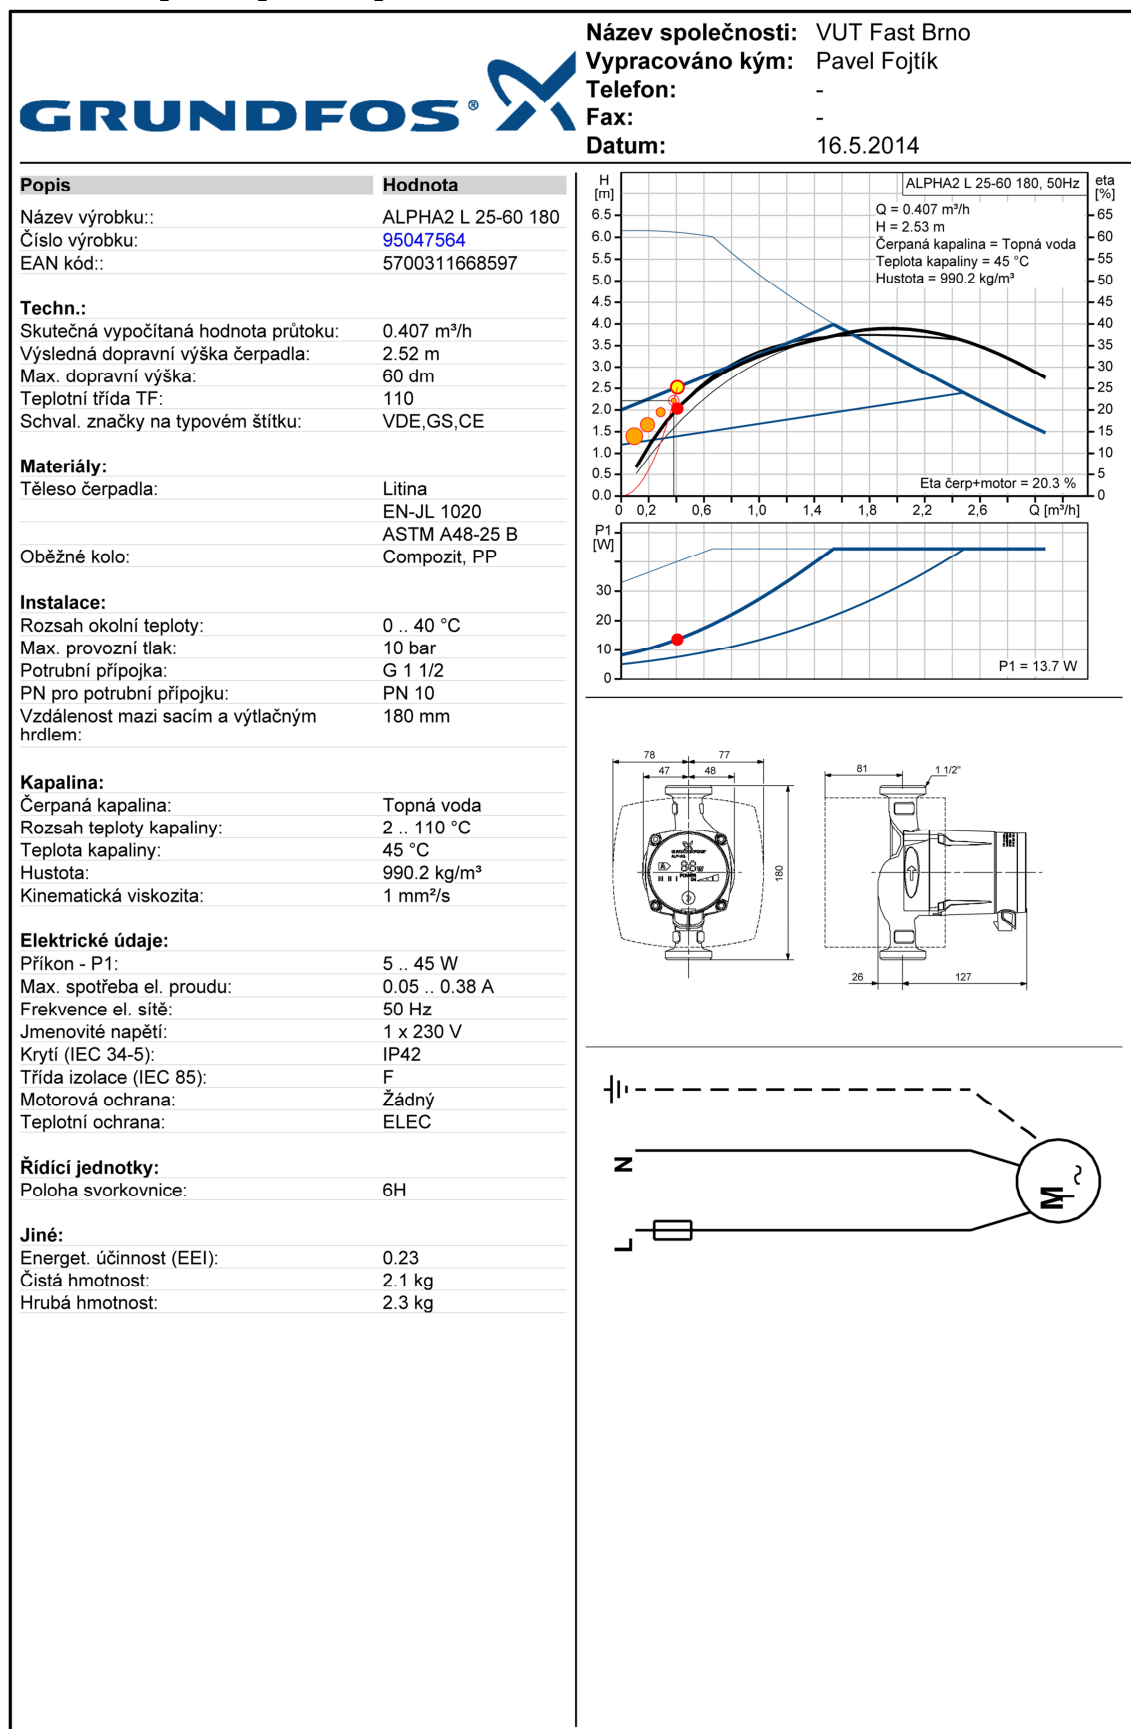 GRUNDFOS®
Název společnosti: VUT Fast Brno
Vypracováno kým: Pavel Fojtík
Telefon: -
Fax: -
Datum: 16.5.2014
Popis Hodnota
Název výrobku:: ALPHA2 L 25-60 180
Číslo výrobku: 95047564
EAN kód:: 5700311668597
Techn.:
Skutečná vypočítaná hodnota průtoku: 0.407 m³/h
Výsledná dopravní výška čerpadla: 2.52 m
Max. dopravní výška: 60 dm
Teplotní třída TF: 110
Schval. značky na typovém štítku: VDE,GS,CE
Materiály:
Těleso čerpadla: Litina
EN-JL 1020
ASTM A48-25 B
Oběžné kolo: Compozit, PP
Instalace:
Rozsah okolní teploty: 0 .. 40 °C
Max. provozní tlak: 10 bar
Potrubní přípojka: G 1 1/2
PN pro potrubní přípojku: PN 10
Vzdálenost mazi sacím a výtlačným 180 mm
hrdlem:
Kapalina:
Čerpaná kapalina: Topná voda
Rozsah teploty kapaliny: 2 .. 110 °C
Teplota kapaliny: 45 °C
Hustota: 990.2 kg/m³
Kinematická viskozita: 1 mm²/s
Elektrické údaje:
Příkon - P1: 5 .. 45 W
Max. spotřeba el. proudu: 0.05 .. 0.38 A
Frekvence el. sítě: 50 Hz
Jmenovité napětí: 1 x 230 V
Krytí (IEC 34-5): IP42
Třída izolace (IEC 85): F
Motorová ochrana: Žádný
Teplotní ochrana: ELEC
Řídící jednotky:
Poloha svorkovnice: 6H
Jiné:
Energet. účinnost (EEI): 0.23
Čistá hmotnost: 2.1 kg
Hrubá hmotnost: 2.3 kg
H
[m]
ALPHA2 L 25-60 180, 50Hz
eta
[%]
Q = 0.407 m³/h
H = 2.53 m
Čerpaná kapalina = Topná voda
Teplota kapaliny = 45 °C
Hustota = 990.2 kg/m³
6.5 65
6.0 60
5.5 55
5.0 50
4.5 45
4.0 40
3.5 35
3.0 30
2.5 25
2.0 20
1.5 15
1.0 10
0.5 5
0.0 0
Eta čerp+motor = 20.3 %
0 0,2 0,6 1,0 1,4 1,8 2,2 2,6 Q [m³/h]
P1
[W]
30
20
10
0
P1 = 13.7 W
78 77
47 48
180
GRUNDFOS
ALPHA2
A
W
POWER
ON
81 1 1/2"
26 127
N
L
M
~